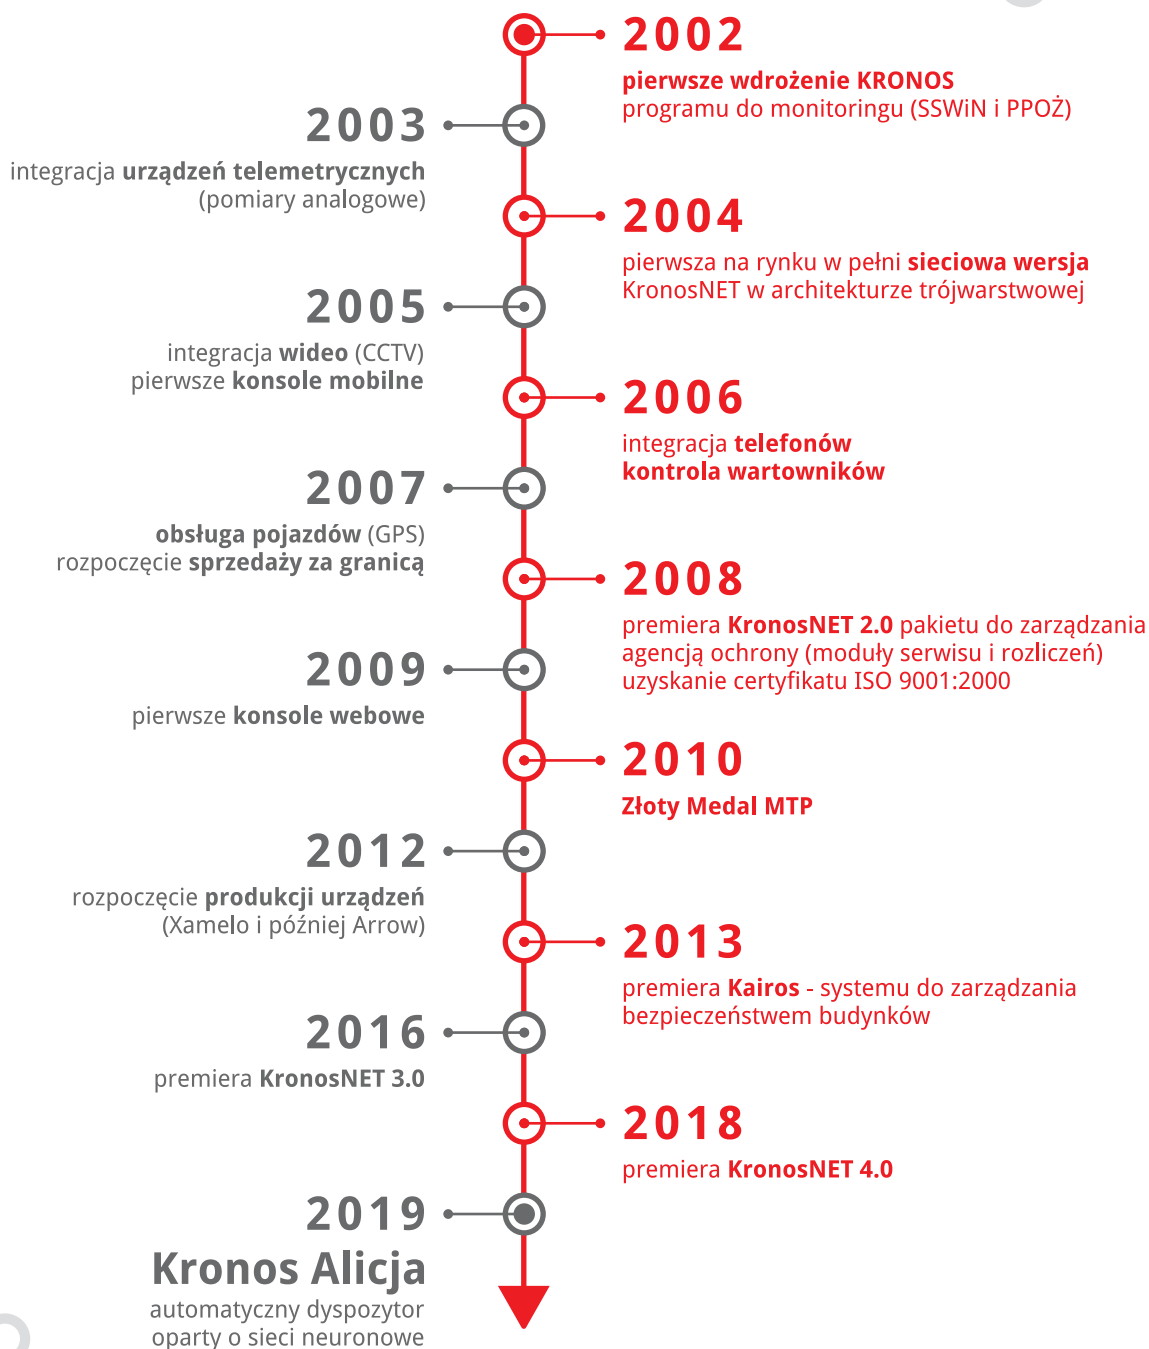 2002
pierwsze wdrożenie KRONOS
programu do monitoringu (SSWiN i PPOŻ)
2003
integracja urządzeń telemetrycznych
(pomiary analogowe)
2004
pierwsza na rynku w pełni sieciowa wersja
KronosNET w architekturze trójwarstwowej
2005
integracja wideo (CCTV)
pierwsze konsole mobilne
2006
integracja telefonów
kontrola wartowników
2007
obsługa pojazdów (GPS)
rozpoczęcie sprzedaży za granicą
2008
premiera KronosNET 2.0 pakietu do zarządzania
agencją ochrony (moduły serwisu i rozliczeń)
uzyskanie certyfikatu ISO 9001:2000
2009
pierwsze konsole webowe
2010
Złoty Medal MTP
2012
rozpoczęcie produkcji urządzeń
(Xamelo i później Arrow)
2013
premiera Kairos - systemu do zarządzania
bezpieczeństwem budynków
2016
premiera KronosNET 3.0
2018
premiera KronosNET 4.0
2019
Kronos Alicja
automatyczny dyspozytor
oparty o sieci neuronowe